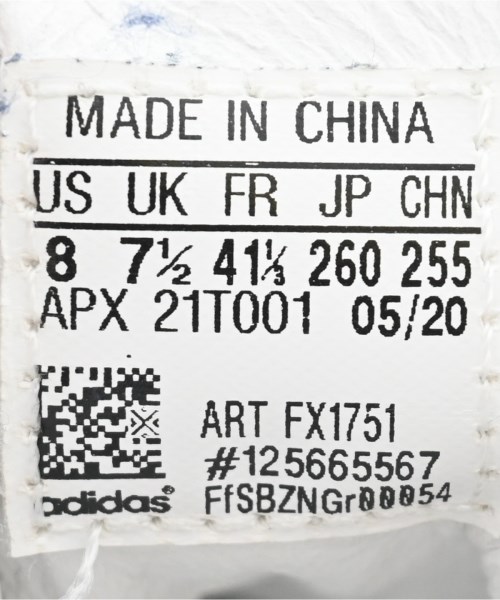 MADE IN CHINA
US UK FR JP CHN
8 7½ 41⅓ 260 255
APX 21T001 05/20
ART FX1751
#125665567
adidas® FfSBZNGr00054